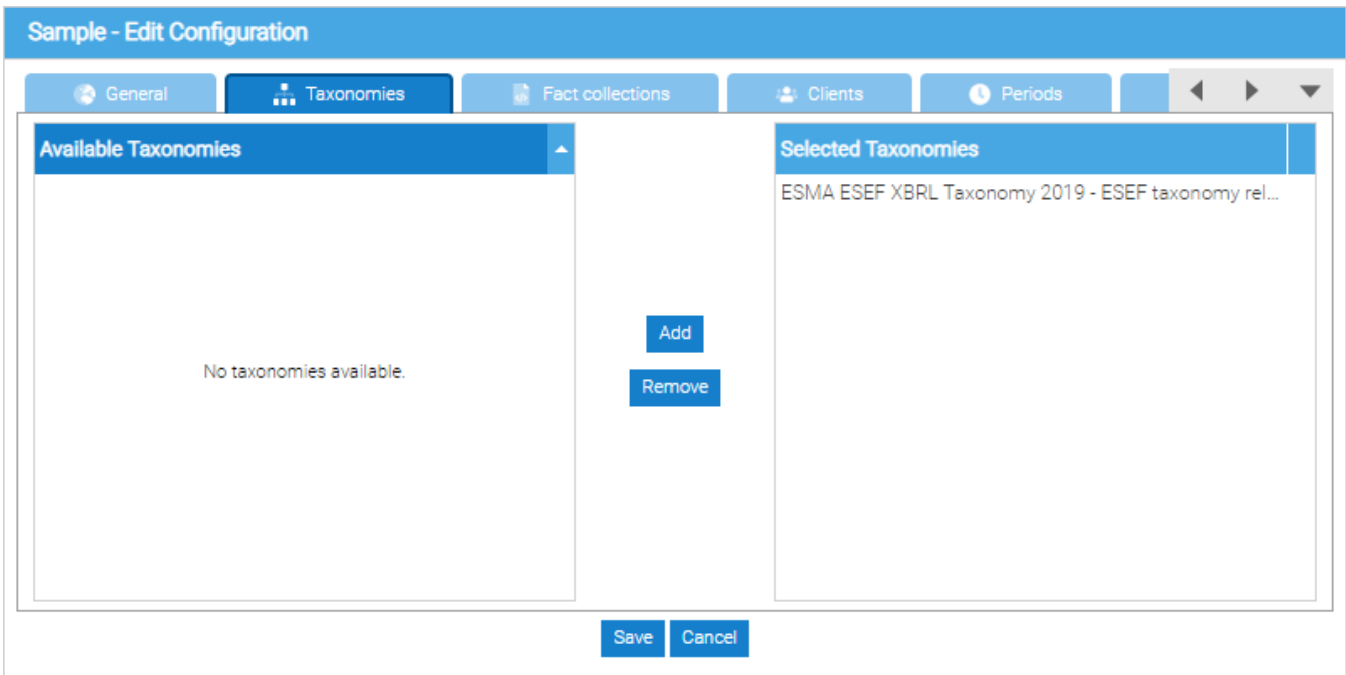 Sample - Edit Configuration
General Taxonomies Fact collections Clients Periods
Available Taxonomies
Selected Taxonomies
ESMA ESEF XBRL Taxonomy 2019 - ESEF taxonomy rel...
Add
No taxonomies available.
Remove
Save Cancel